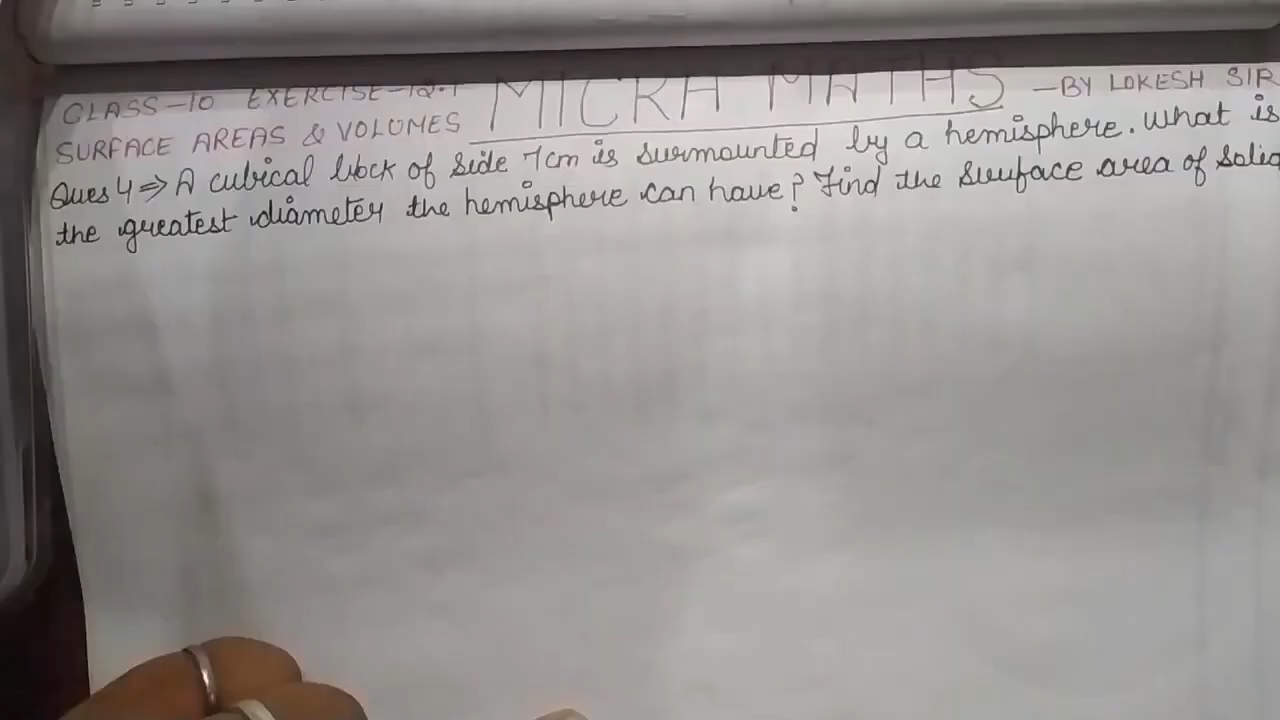 CLASS-10 EXERCISE-12.1 MICRA MATHS -BY LOKESH SIR
SURFACE AREAS & VOLUMES
Ques 4⇒ A cubical block of side 7cm is surmounted by a hemisphere. What is
the greatest diameter the hemisphere can have? Find the surface area of solid